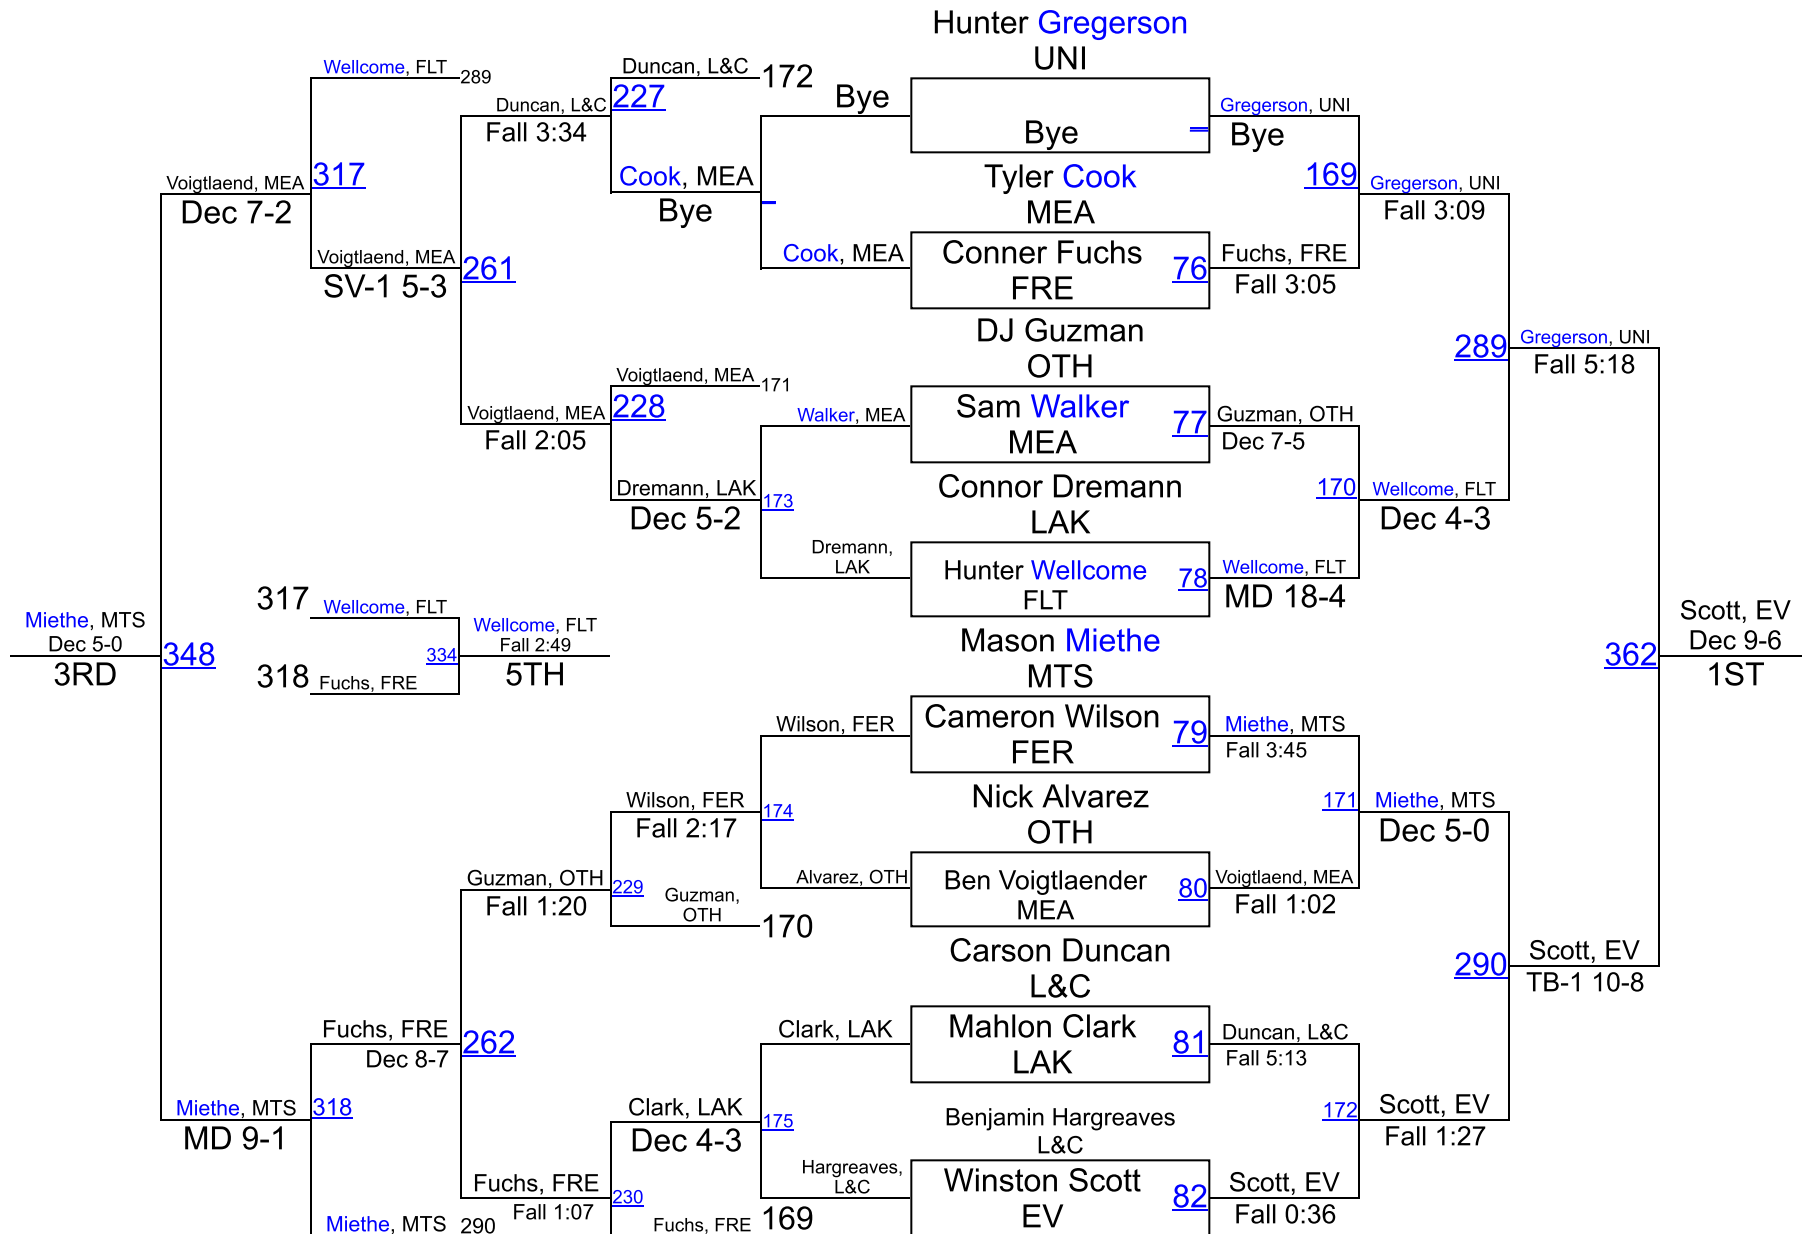 Hunter Gregerson
UNI
Wellcome, FLT
289
Duncan, L&C
172
227
Bye
Duncan, L&C
Fall 3:34
Bye
Gregerson, UNI
Bye
317
Cook, MEA
Bye
Tyler Cook
MEA
169
Voigtlaend, MEA
Dec 7-2
Gregerson, UNI
Fall 3:09
Voigtlaend, MEA
SV-1 5-3
261
Cook, MEA
Conner Fuchs
FRE
76
Fuchs, FRE
Fall 3:05
DJ Guzman
OTH
289
Gregerson, UNI
Fall 5:18
Voigtlaend, MEA
171
228
Voigtlaend, MEA
Fall 2:05
Walker, MEA
Sam Walker
MEA
77
Guzman, OTH
Dec 7-5
Dremann, LAK
Dec 5-2
173
Connor Dremann
LAK
170
Wellcome, FLT
Dec 4-3
Dremann,
LAK
Hunter Wellcome
FLT
78
Wellcome, FLT
MD 18-4
317
Wellcome, FLT
Miethe, MTS
Dec 5-0
3RD
348
334
Wellcome, FLT
Fall 2:49
5TH
318
Fuchs, FRE
Mason Miethe
MTS
362
Scott, EV
Dec 9-6
1ST
Wilson, FER
Cameron Wilson
FER
79
Miethe, MTS
Fall 3:45
Wilson, FER
Fall 2:17
174
Nick Alvarez
OTH
171
Miethe, MTS
Dec 5-0
Guzman, OTH
Fall 1:20
229
Guzman,
OTH
170
Alvarez, OTH
Ben Voigtlaender
MEA
80
Voigtlaend, MEA
Fall 1:02
Carson Duncan
L&C
290
Scott, EV
TB-1 10-8
Fuchs, FRE
Dec 8-7
262
Clark, LAK
Mahlon Clark
LAK
81
Duncan, L&C
Fall 5:13
Miethe, MTS
MD 9-1
318
Clark, LAK
Dec 4-3
175
Benjamin Hargreaves
L&C
172
Scott, EV
Fall 1:27
Fuchs, FRE
Fall 1:07
230
Hargreaves,
L&C
Winston Scott
EV
82
Scott, EV
Fall 0:36
Miethe, MTS
290
Fuchs, FRE
169